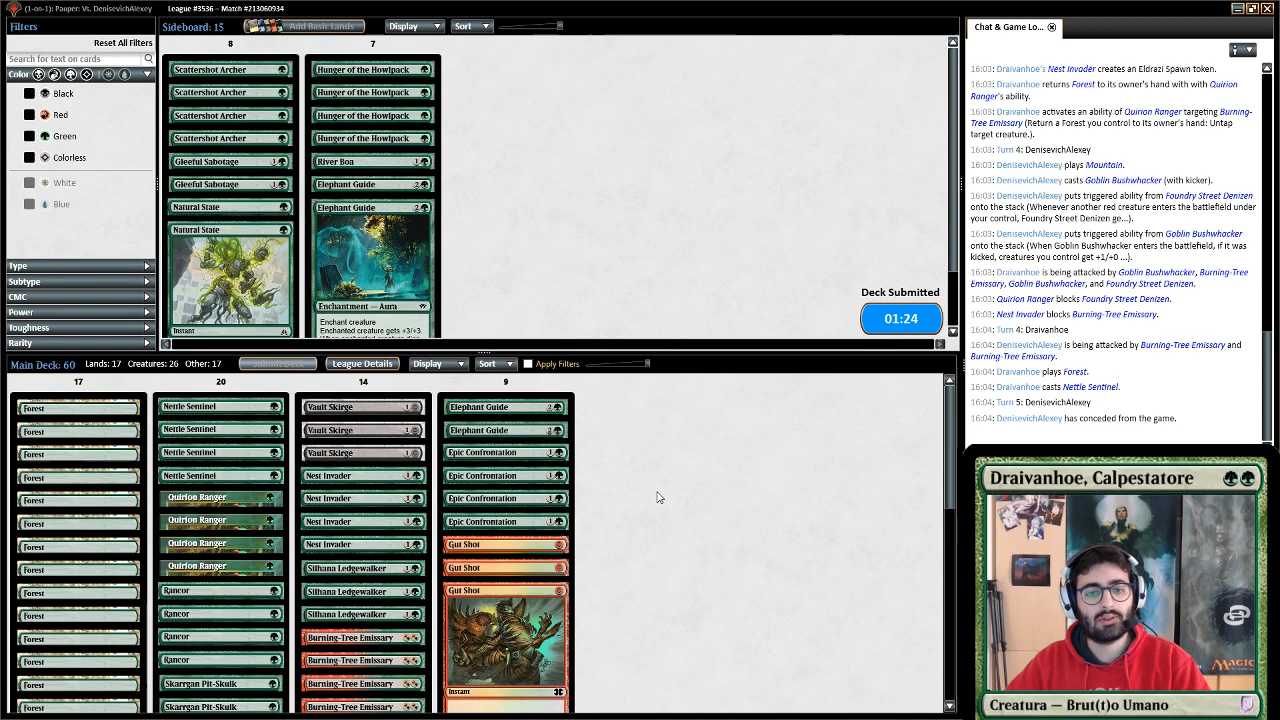 (1-on-1): Pauper: Vs. DenisevichAlexey League #3536 – Match #213060934
Filters
Reset All Filters
Search for text on cards
Color
Black
Red
Green
Colorless
White
Blue
Type
Subtype
CMC
Power
Toughness
Rarity
Sideboard: 15
Add Basic Lands
Display
Sort
8
7
Scattershot Archer
Scattershot Archer
Scattershot Archer
Scattershot Archer
Gleeful Sabotage
Gleeful Sabotage
Natural State
Natural State
Instant
Hunger of the Howlpack
Hunger of the Howlpack
Hunger of the Howlpack
Hunger of the Howlpack
River Boa
Elephant Guide
Elephant Guide
Enchantment — Aura
Enchant creature
Enchanted creature gets +3/+3.
Deck Submitted
01:24
Main Deck: 60 Lands: 17 Creatures: 26 Other: 17
Submit Deck
League Details
Display
Sort
Apply Filters
17
20
14
9
Forest
Forest
Forest
Forest
Forest
Forest
Forest
Forest
Forest
Forest
Forest
Forest
Forest
Forest
Nettle Sentinel
Nettle Sentinel
Nettle Sentinel
Nettle Sentinel
Quirion Ranger
Quirion Ranger
Quirion Ranger
Quirion Ranger
Rancor
Rancor
Rancor
Rancor
Skarrgan Pit-Skulk
Skarrgan Pit-Skulk
Vault Skirge
Vault Skirge
Vault Skirge
Nest Invader
Nest Invader
Nest Invader
Nest Invader
Silhana Ledgewalker
Silhana Ledgewalker
Silhana Ledgewalker
Burning-Tree Emissary
Burning-Tree Emissary
Burning-Tree Emissary
Burning-Tree Emissary
Elephant Guide
Elephant Guide
Epic Confrontation
Epic Confrontation
Epic Confrontation
Epic Confrontation
Gut Shot
Gut Shot
Gut Shot
Instant
Chat & Game Lo...
16:03: Draivanhoe's Nest Invader creates an Eldrazi Spawn token.
16:03: Draivanhoe returns Forest to its owner's hand with with Quirion
Ranger's ability.
16:03: Draivanhoe activates an ability of Quirion Ranger targeting Burning-
Tree Emissary (Return a Forest you control to its owner's hand: Untap
target creature.).
16:03: Turn 4: DenisevichAlexey
16:03: DenisevichAlexey plays Mountain.
16:03: DenisevichAlexey casts Goblin Bushwhacker (with kicker).
16:03: DenisevichAlexey puts triggered ability from Foundry Street Denizen
onto the stack (Whenever another red creature enters the battlefield under
your control, Foundry Street Denizen ge...).
16:03: DenisevichAlexey puts triggered ability from Goblin Bushwhacker
onto the stack (When Goblin Bushwhacker enters the battlefield, if it was
kicked, creatures you control get +1/+0 ...).
16:03: Draivanhoe is being attacked by Goblin Bushwhacker, Burning-Tree
Emissary, Goblin Bushwhacker, and Foundry Street Denizen.
16:03: Quirion Ranger blocks Foundry Street Denizen.
16:03: Nest Invader blocks Burning-Tree Emissary.
16:04: Turn 4: Draivanhoe
16:04: DenisevichAlexey is being attacked by Burning-Tree Emissary and
Burning-Tree Emissary.
16:04: Draivanhoe plays Forest.
16:04: Draivanhoe casts Nettle Sentinel.
16:04: Turn 5: DenisevichAlexey
16:04: DenisevichAlexey has conceded from the game.
Draivanhoe, Calpestatore
Creatura — Brut(t)o Umano